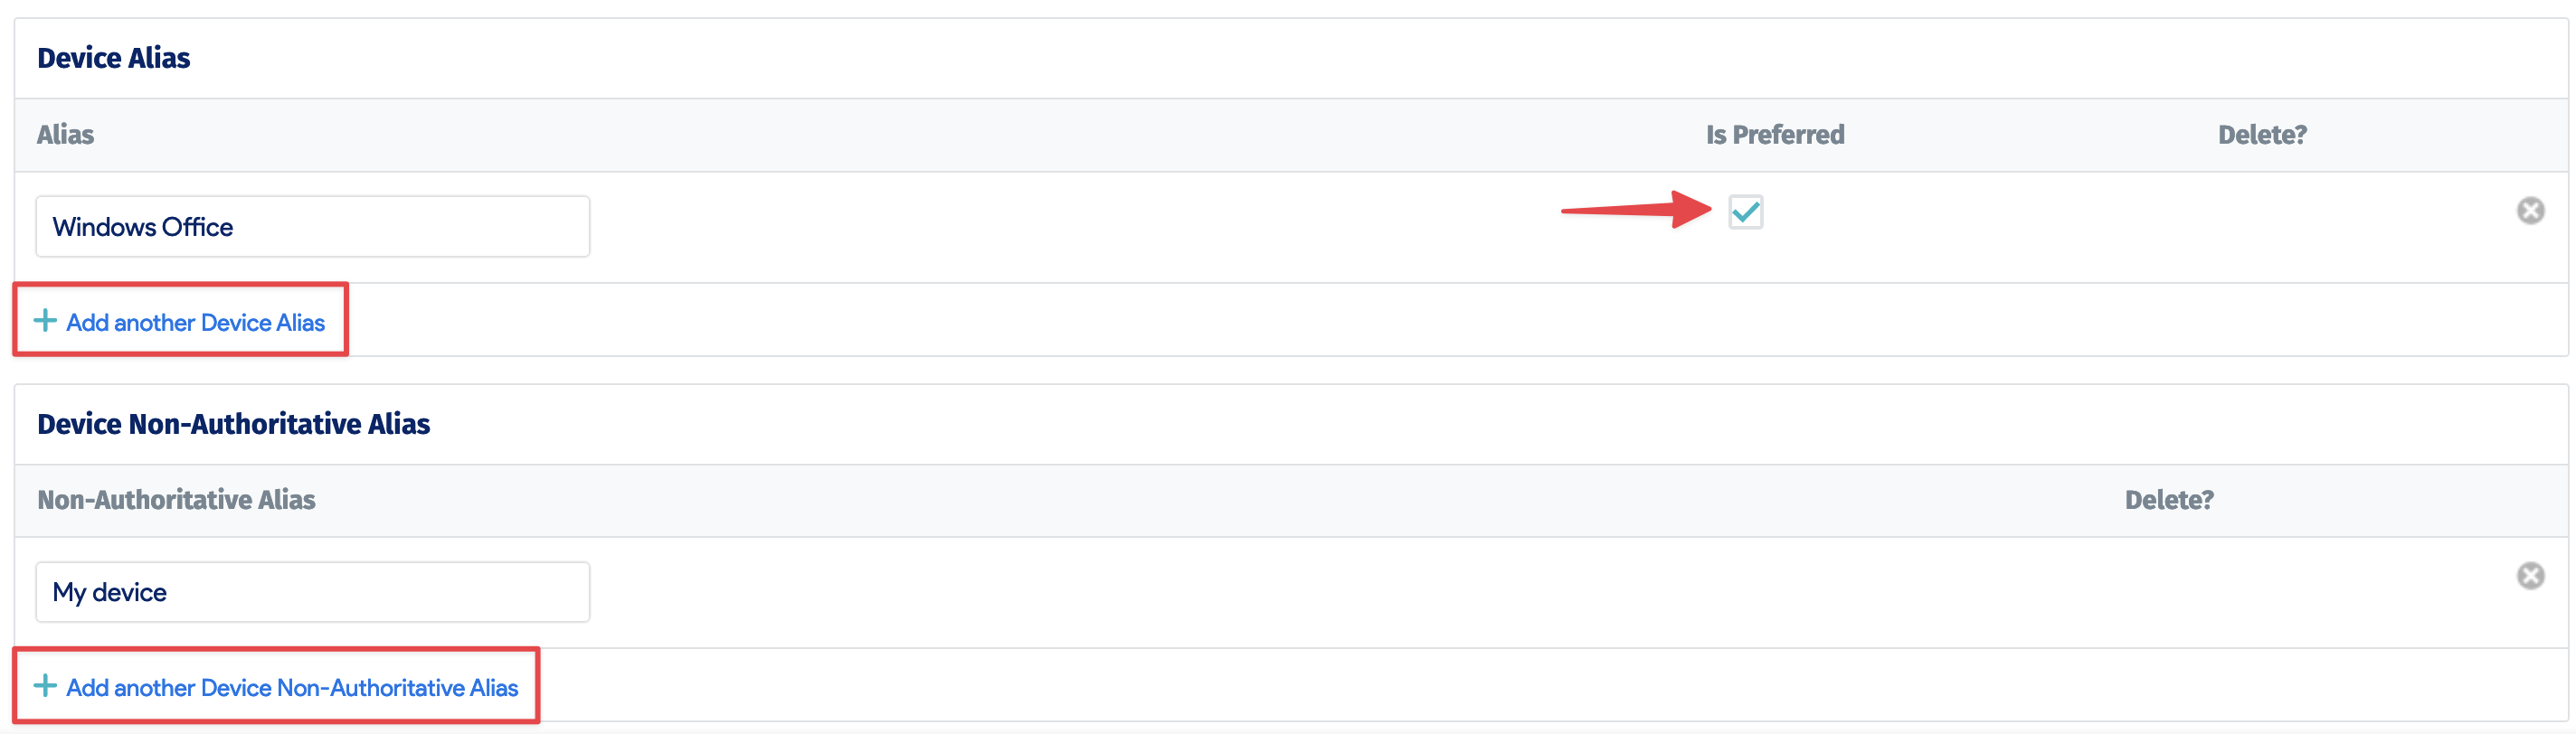 Device Alias
Alias Is Preferred Delete?
Windows Office
Add another Device Alias
Device Non-Authoritative Alias
Non-Authoritative Alias Delete?
My device
Add another Device Non-Authoritative Alias